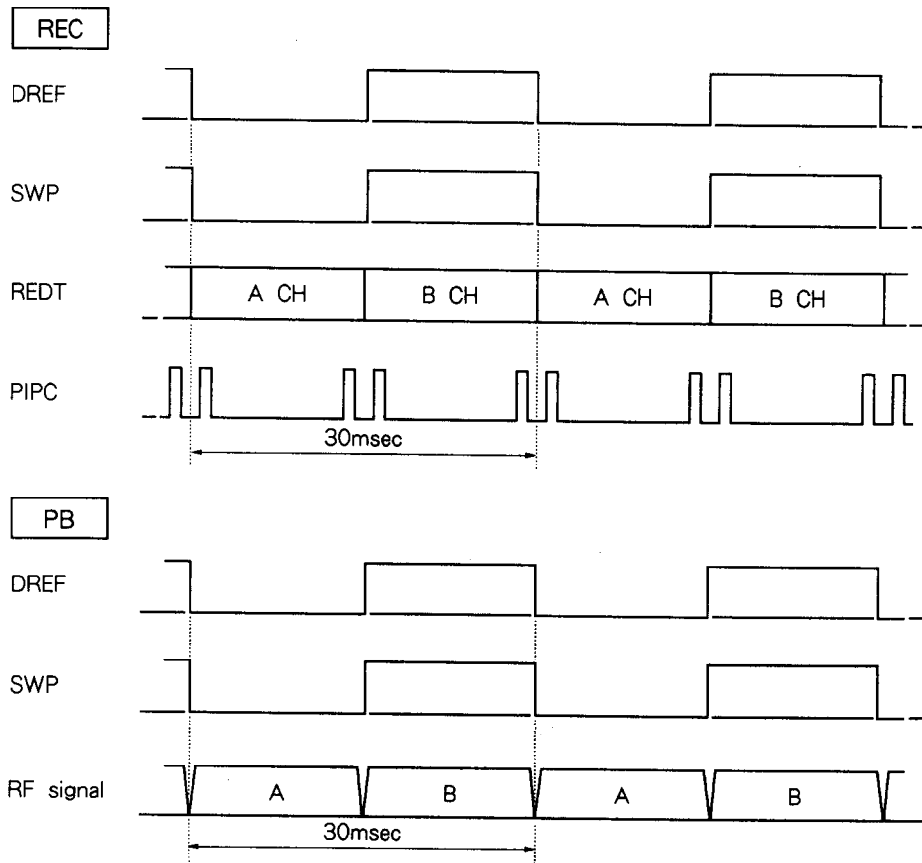 REC
DREF
SWP
REDT A CH B CH A CH B CH
PIPC
30msec
PB
DREF
SWP
RF signal A B A B
30msec